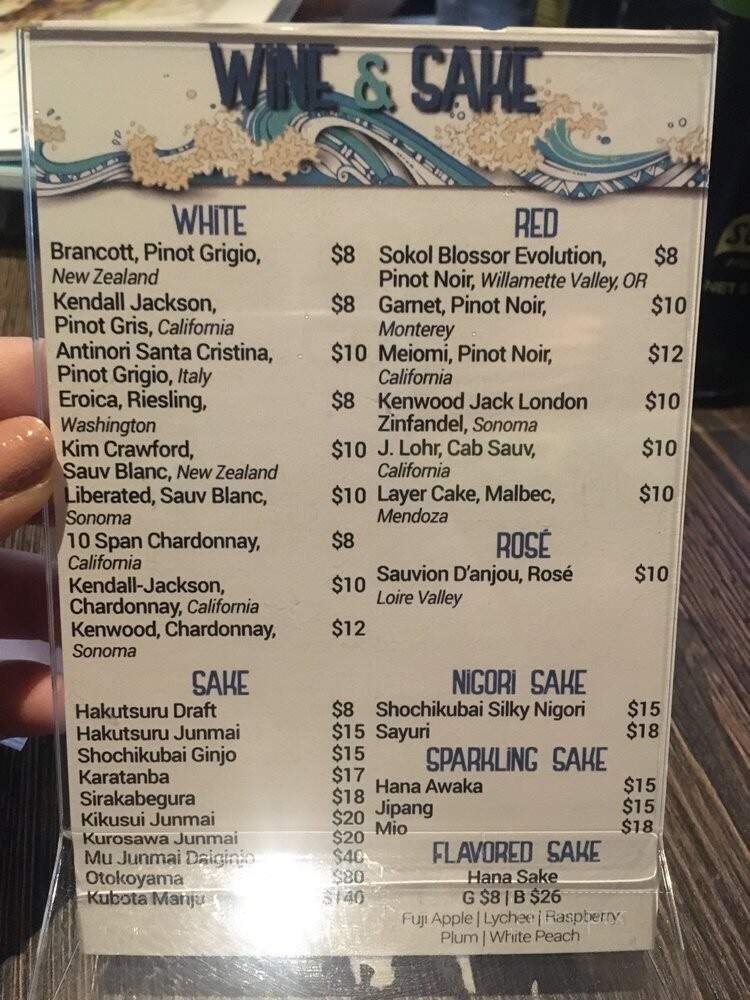 WINE & SAKE
WHITE
Brancott, Pinot Grigio, $8
New Zealand
Kendall Jackson, $8
Pinot Gris, California
Antinori Santa Cristina, $10
Pinot Grigio, Italy
Eroica, Riesling, $8
Washington
Kim Crawford, $10
Sauv Blanc, New Zealand
Liberated, Sauv Blanc, $10
Sonoma
10 Span Chardonnay, $8
California
Kendall-Jackson, $10
Chardonnay, California
Kenwood, Chardonnay, $12
Sonoma
RED
Sokol Blossor Evolution, $8
Pinot Noir, Willamette Valley, OR
Garnet, Pinot Noir, $10
Monterey
Meiomi, Pinot Noir, $12
California
Kenwood Jack London $10
Zinfandel, Sonoma
J. Lohr, Cab Sauv, $10
California
Layer Cake, Malbec, $10
Mendoza
ROSÉ
Sauvion D'anjou, Rosé $10
Loire Valley
SAKE
Hakutsuru Draft $8
Hakutsuru Junmai $15
Shochikubai Ginjo $15
Karatanba $17
Sirakabegura $18
Kikusui Junmai $20
Kurosawa Junmai $20
Mu Junmai Daiginjo $40
Otokoyama $80
Kubota Manju $140
NIGORI SAKE
Shochikubai Silky Nigori $15
Sayuri $18
SPARKLING SAKE
Hana Awaka $15
Jipang $15
Mio $18
FLAVORED SAKE
Hana Sake
G $8 | B $26
Fuji Apple | Lychee | Raspberry
Plum | White Peach